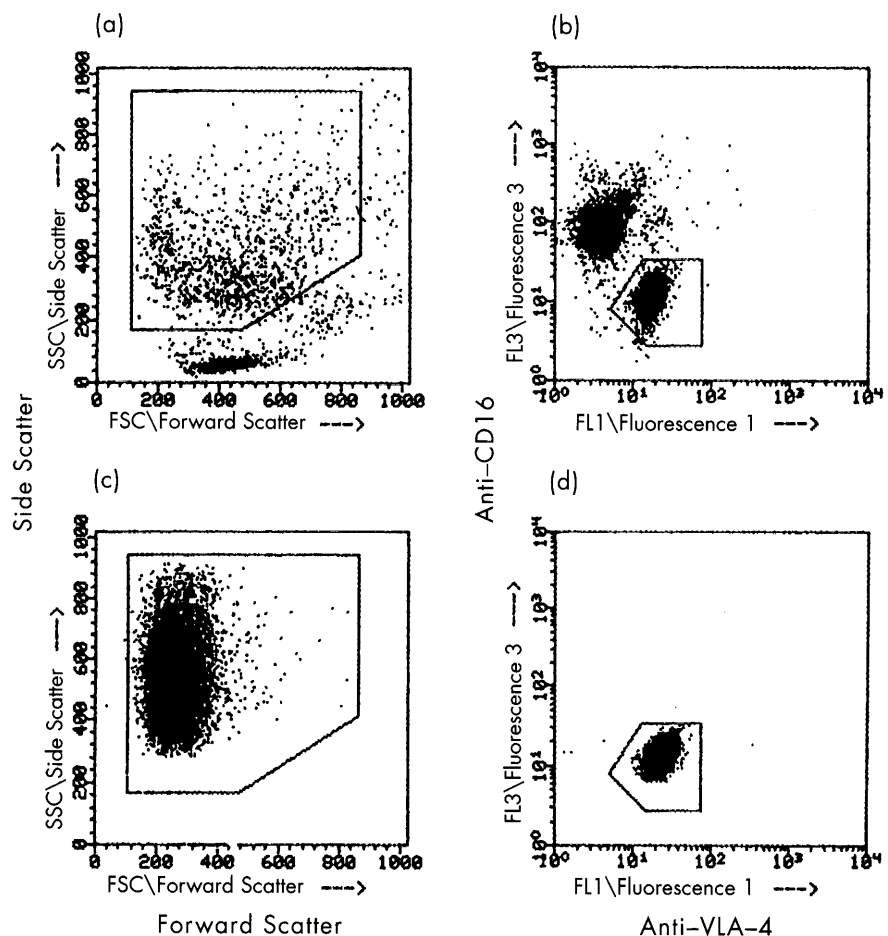 (a)
1000
800
600
400
200
0
SSC\Side Scatter --->
0 200 400 600 800 1000
FSC\Forward Scatter --->
(b)
10⁴
10³
10²
10¹
10⁰
FL3\Fluorescence 3 --->
10⁰ 10¹ 10² 10³ 10⁴
FL1\Fluorescence 1 --->
Side Scatter
Anti–CD16
(c)
1000
800
600
400
200
0
SSC\Side Scatter --->
0 200 400 600 800 1000
FSC\Forward Scatter --->
(d)
10⁴
10³
10²
10¹
10⁰
FL3\Fluorescence 3 --->
10⁰ 10¹ 10² 10³ 10⁴
FL1\Fluorescence 1 --->
Forward Scatter
Anti–VLA–4